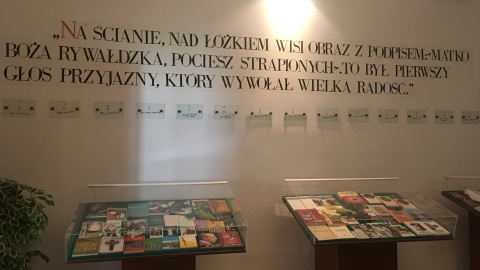 „NA ŚCIANIE, NAD ŁÓŻKIEM WISI OBRAZ Z PODPISEM:-MATKO
BOŻA RYWAŁDZKA, POCIESZ STRAPIONYCH-.TO BYŁ PIERWSZY
GŁOS PRZYJAZNY, KTÓRY WYWOŁAŁ WIELKA RADOŚĆ."